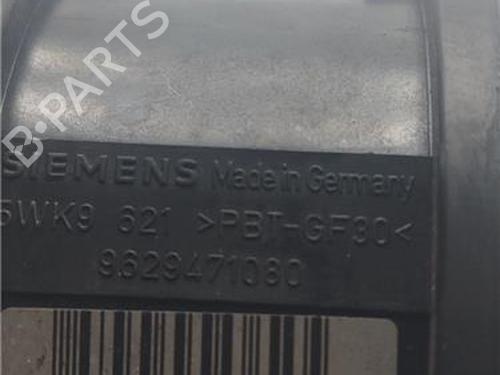 B-PARTS
SIEMENS Made in Germany
5WK9 621 >PBT-GF30<
9629471080